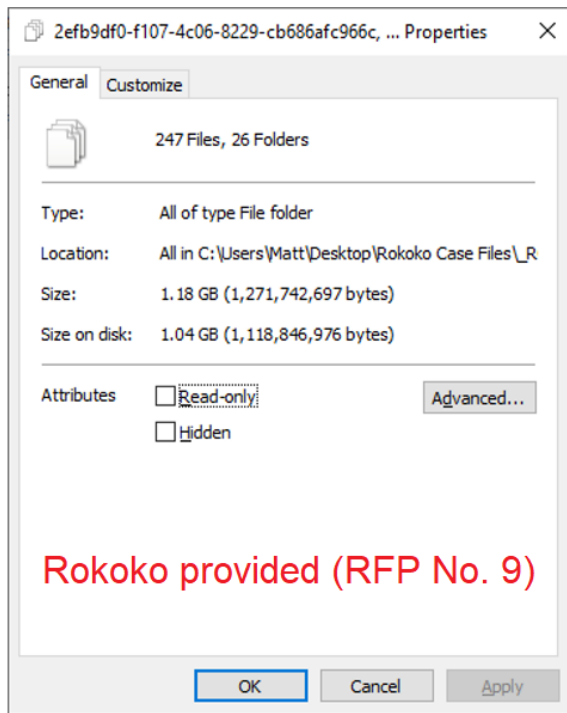 2efb9df0-f107-4c06-8229-cb686afc966c, ... Properties
General Customize
247 Files, 26 Folders
Type: All of type File folder
Location: All in C:\Users\Matt\Desktop\Rokoko Case Files\_R
Size: 1.18 GB (1,271,742,697 bytes)
Size on disk: 1.04 GB (1,118,846,976 bytes)
Attributes Read-only Advanced...
Hidden
Rokoko provided (RFP No. 9)
OK Cancel Apply